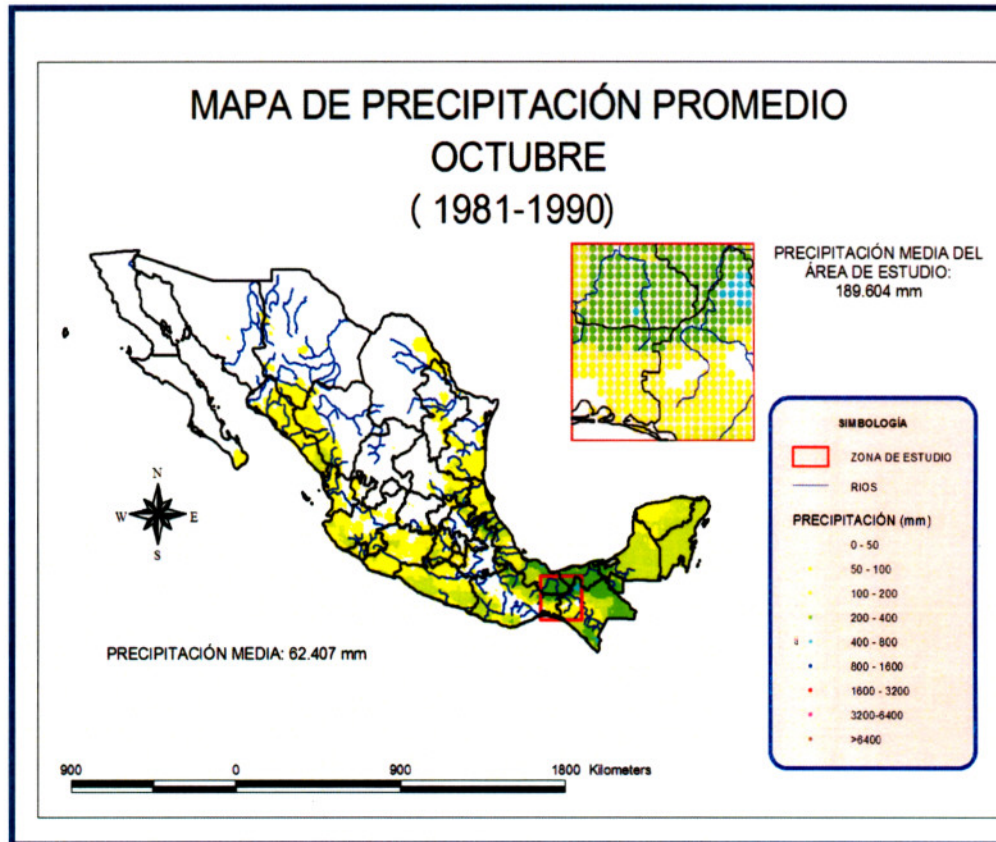 MAPA DE PRECIPITACIÓN PROMEDIO
OCTUBRE
( 1981-1990)
PRECIPITACIÓN MEDIA DEL
ÁREA DE ESTUDIO:
189.604 mm
SIMBOLOGÍA
ZONA DE ESTUDIO
RIOS
PRECIPITACIÓN (mm)
0 - 50
50 - 100
100 - 200
200 - 400
400 - 800
800 - 1600
1600 - 3200
3200-6400
>6400
N
W E
S
PRECIPITACIÓN MEDIA: 62.407 mm
900 0 900 1800 Kilometers